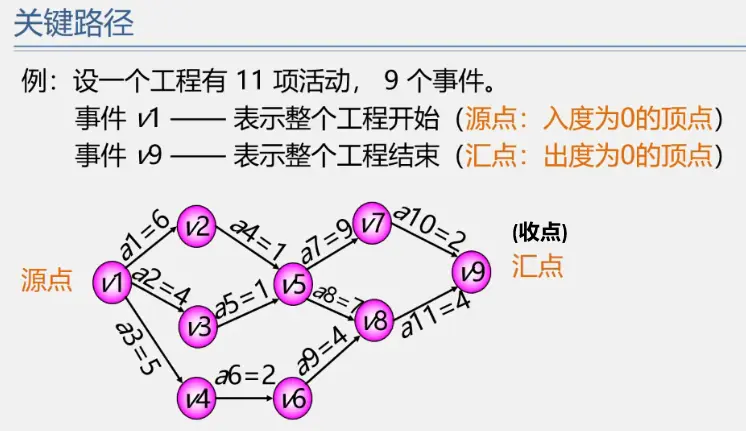 关键路径
例：设一个工程有 11 项活动， 9 个事件。
事件 v1 —— 表示整个工程开始（源点：入度为0的顶点）
事件 v9 —— 表示整个工程结束（汇点：出度为0的顶点）
a1=6
v2
a4=1
a7=9
v7
a10=2
(收点)
源点
v1
a2=4
a5=1
v5
v9
汇点
a3=5
v3
a8=7
v8
a11=4
a6=2
a9=4
v4
v6